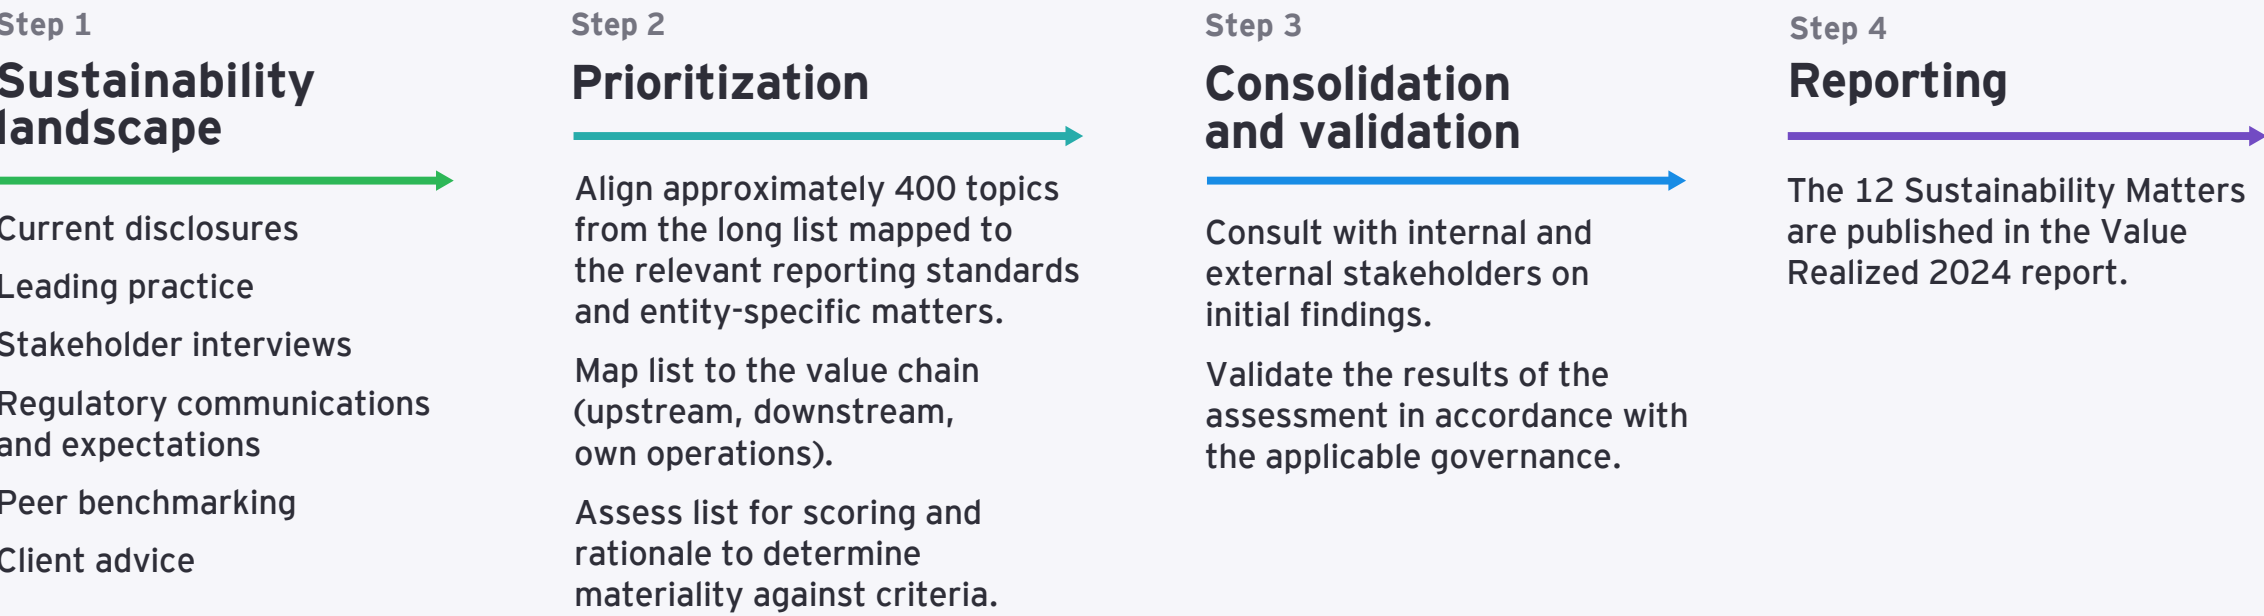 Step 1
Sustainability
landscape
Current disclosures
Leading practice
Stakeholder interviews
Regulatory communications
and expectations
Peer benchmarking
Client advice
Step 2
Prioritization
Align approximately 400 topics
from the long list mapped to
the relevant reporting standards
and entity-specific matters.
Map list to the value chain
(upstream, downstream,
own operations).
Assess list for scoring and
rationale to determine
materiality against criteria.
Step 3
Consolidation
and validation
Consult with internal and
external stakeholders on
initial findings.
Validate the results of the
assessment in accordance with
the applicable governance.
Step 4
Reporting
The 12 Sustainability Matters
are published in the Value
Realized 2024 report.